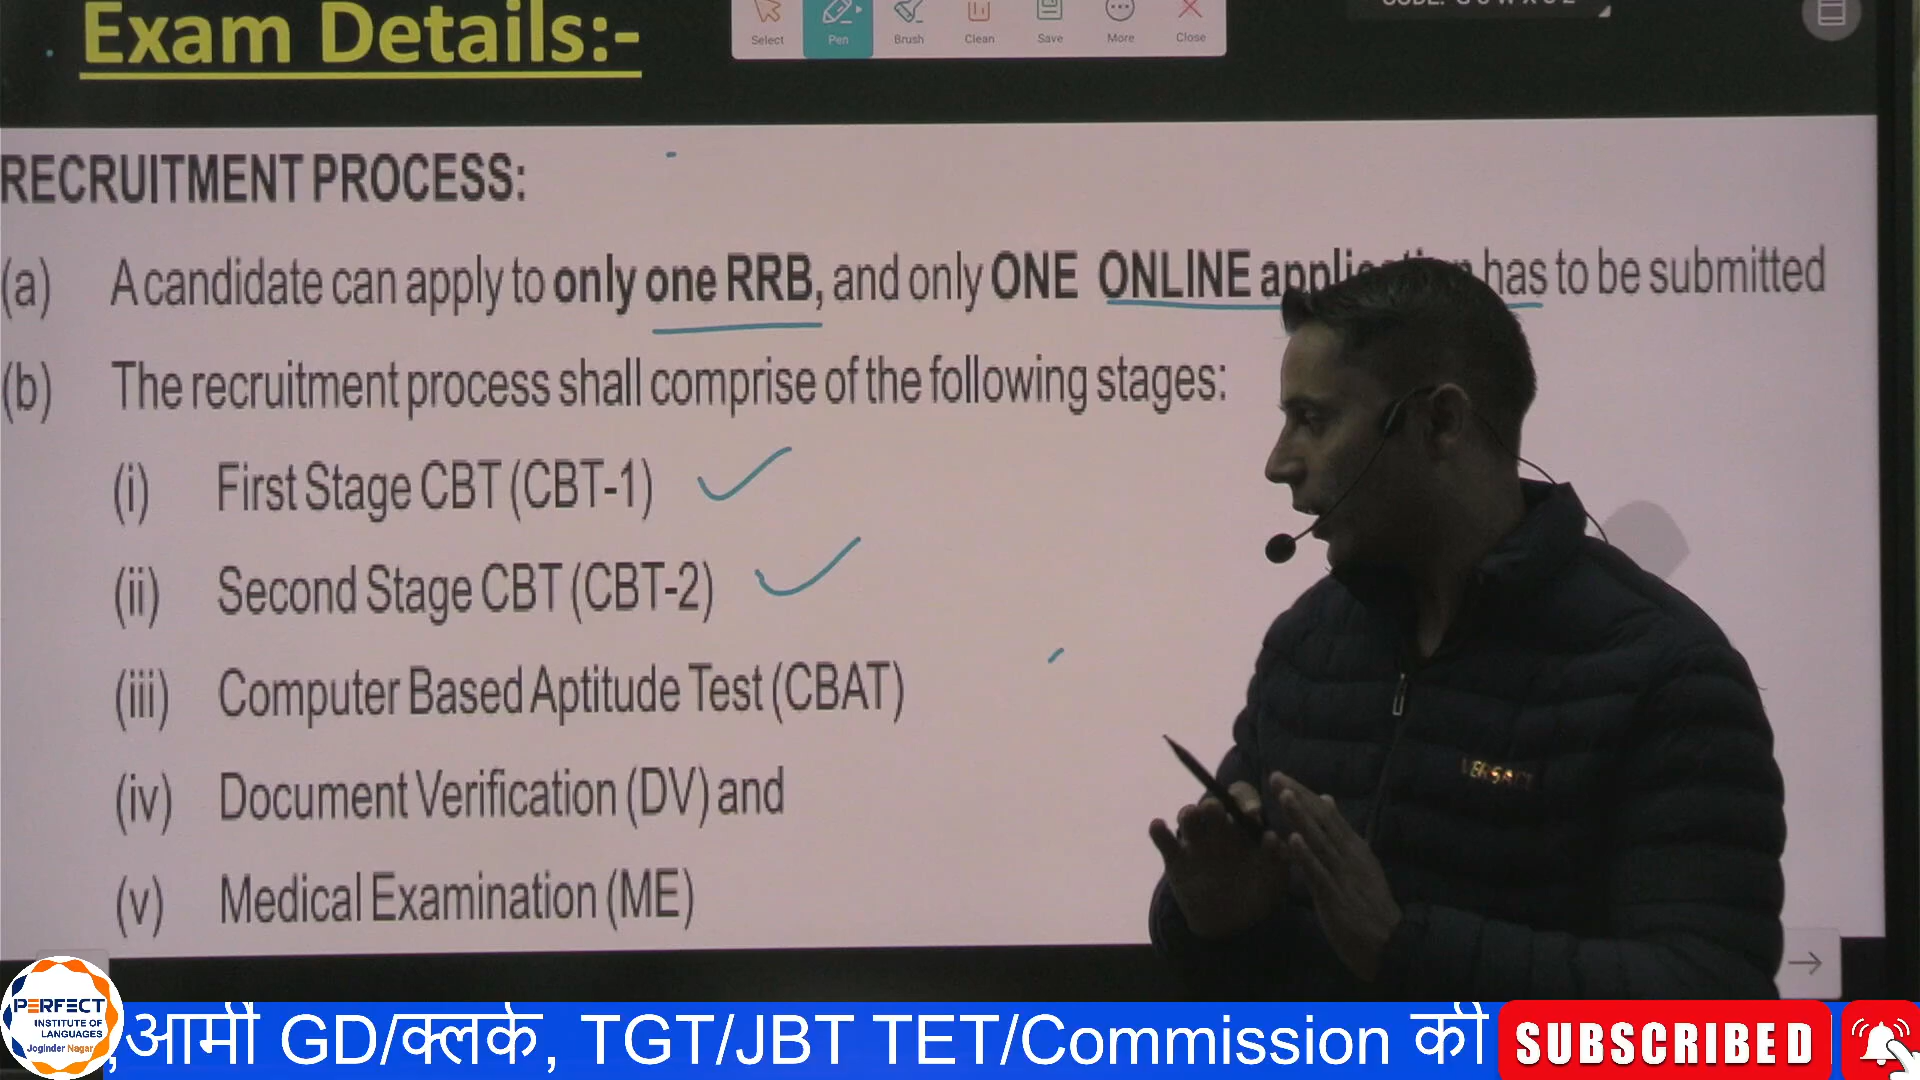 Exam Details:-
Select Pen Brush Clean Save More Close
RECRUITMENT PROCESS:
(a) A candidate can apply to only one RRB, and only ONE ONLINE application has to be submitted
(b) The recruitment process shall comprise of the following stages:
(i) First Stage CBT (CBT-1)
(ii) Second Stage CBT (CBT-2)
(iii) Computer Based Aptitude Test (CBAT)
(iv) Document Verification (DV) and
(v) Medical Examination (ME)
PERFECT
INSTITUTE OF
LANGUAGES
Joginder Nagar
,आर्मी GD/क्लर्क, TGT/JBT TET/Commission की
SUBSCRIBED